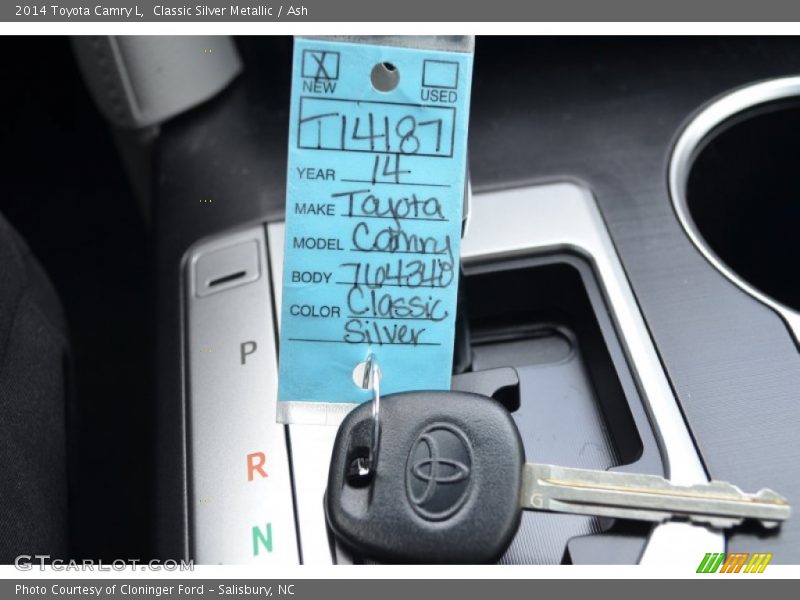 2014 Toyota Camry L,  Classic Silver Metallic / Ash
X
NEW
USED
T14187
YEAR 14
MAKE Toyota
MODEL Camry
BODY 764348
COLOR Classic
Silver
P
R
N
G
GTCARLOT.COM
Photo Courtesy of Cloninger Ford - Salisbury, NC